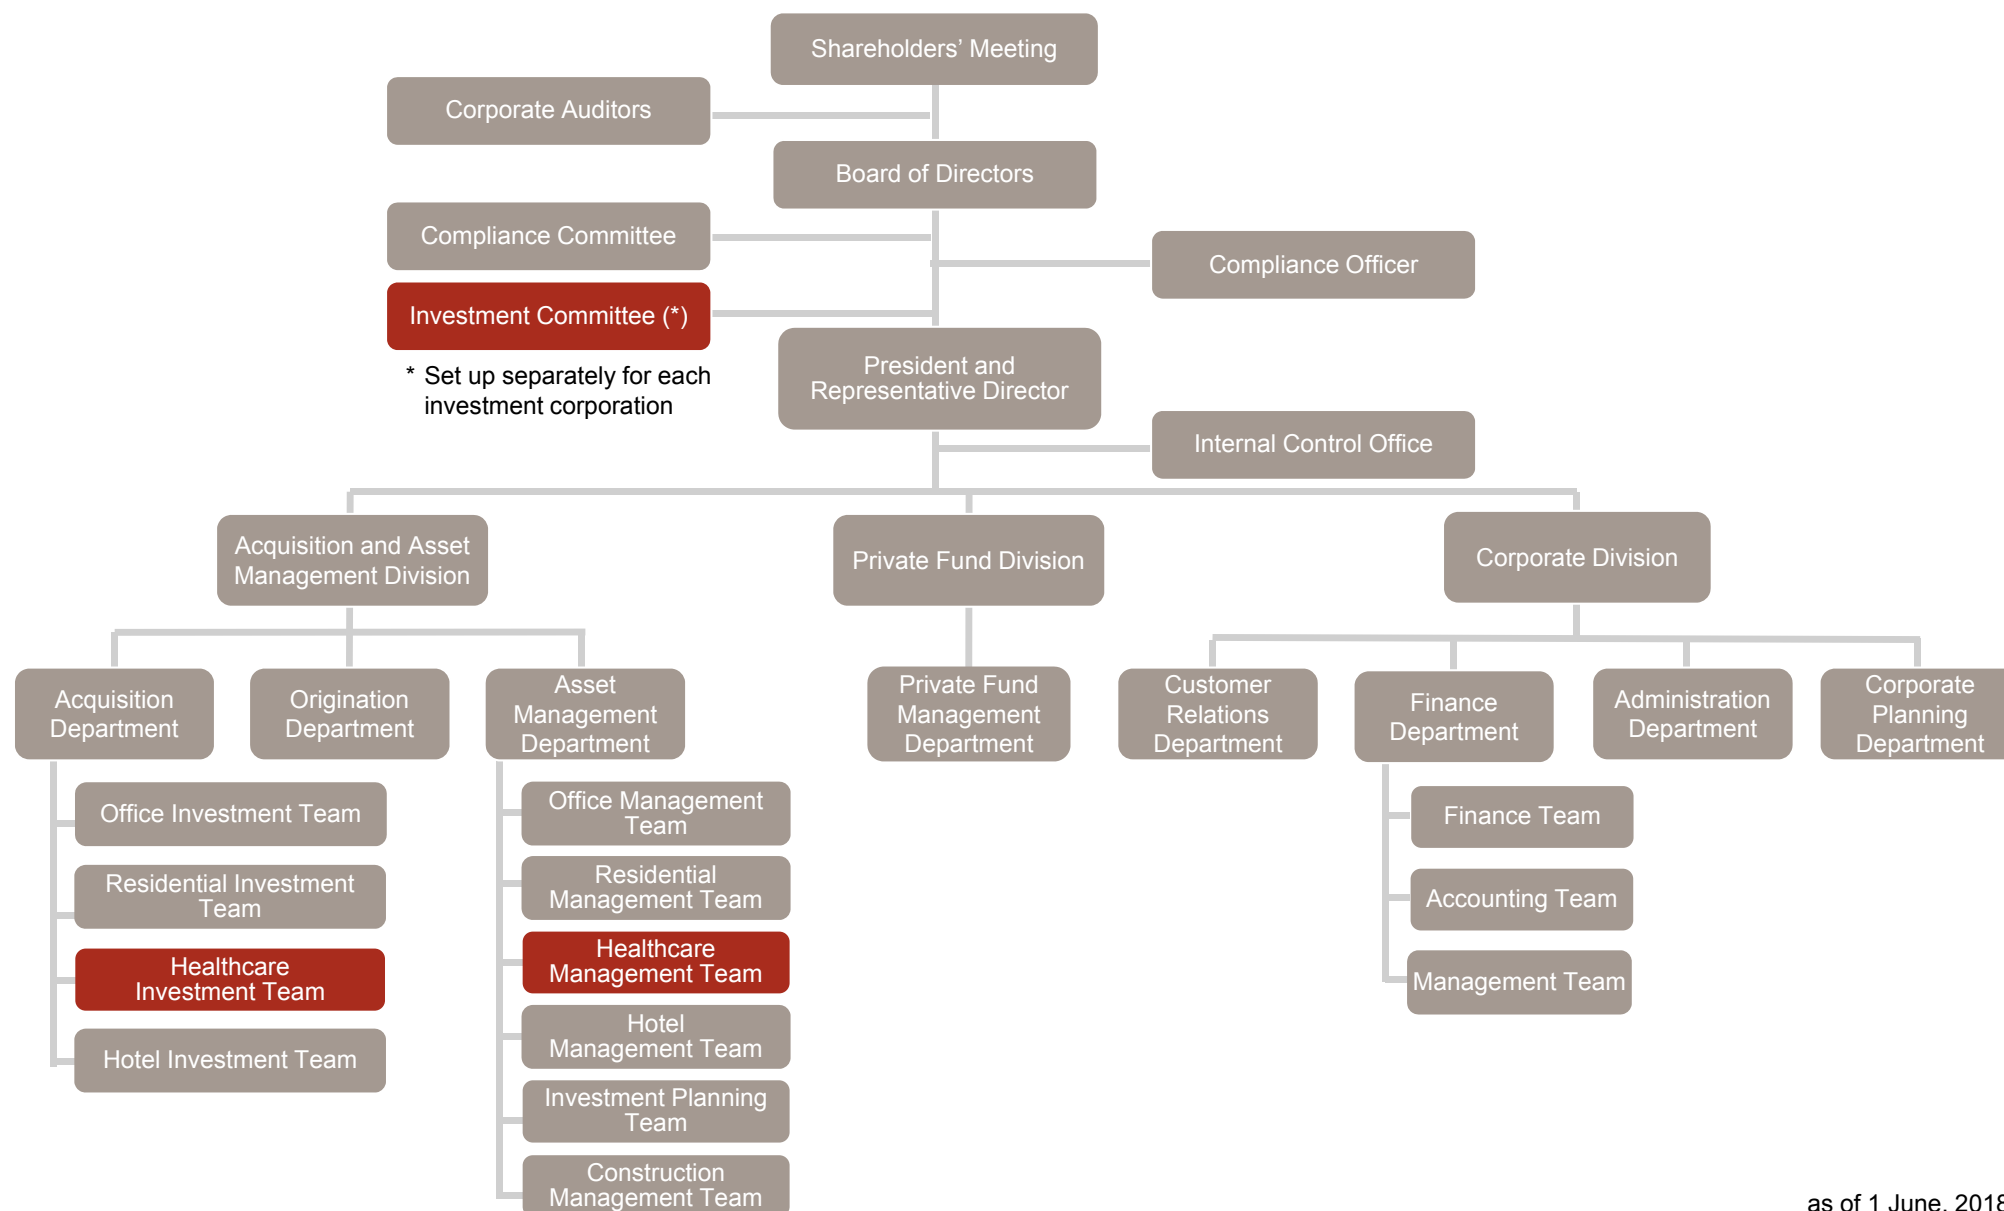 Shareholders' Meeting
Corporate Auditors
Board of Directors
Compliance Committee
Compliance Officer
Investment Committee (*)
* Set up separately for each
investment corporation
President and
Representative Director
Internal Control Office
Acquisition and Asset
Management Division
Private Fund Division
Corporate Division
Acquisition
Department
Origination
Department
Asset
Management
Department
Private Fund
Management
Department
Customer
Relations
Department
Finance
Department
Administration
Department
Corporate
Planning
Department
Office Investment Team
Residential Investment
Team
Healthcare
Investment Team
Hotel Investment Team
Office Management
Team
Residential
Management Team
Healthcare
Management Team
Hotel
Management Team
Investment Planning
Team
Construction
Management Team
Finance Team
Accounting Team
Management Team
as of 1 June, 2018